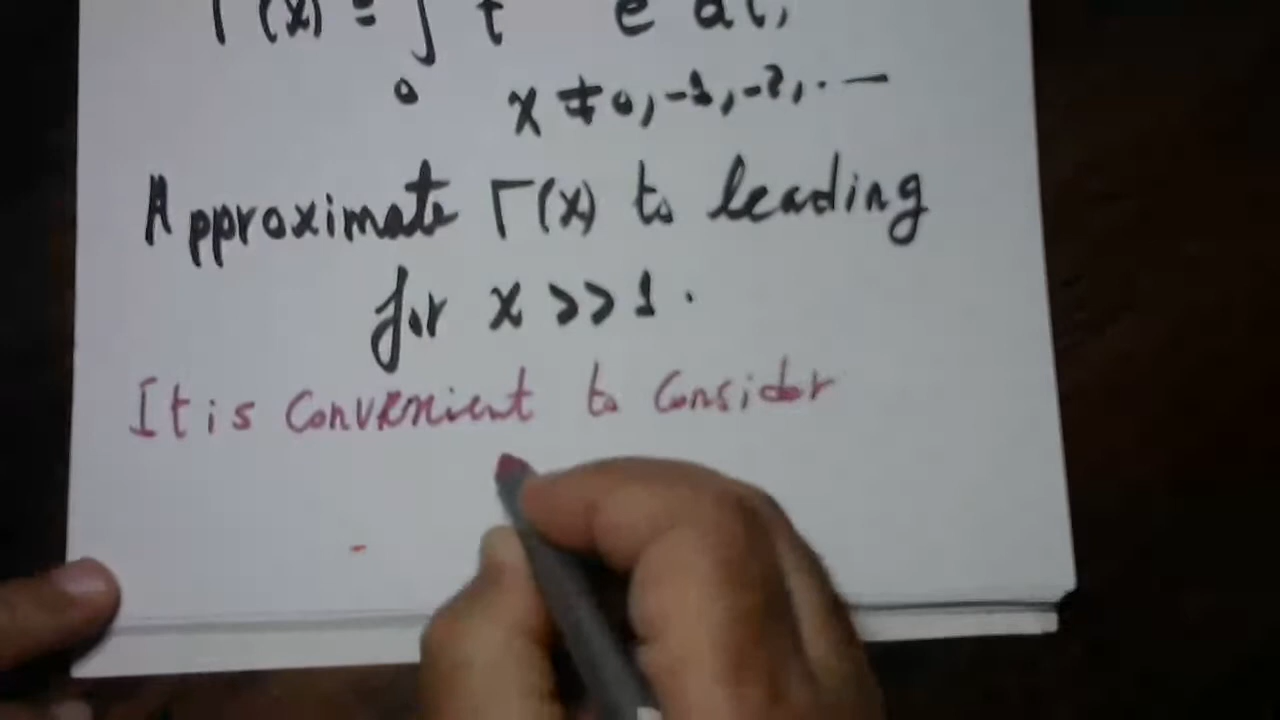 Γ(x) = ∫ t e dt,
0 x ≠ 0, -1, -2, ...
Approximate Γ(x) to leading
for x >> 1.
It is convenient to consider